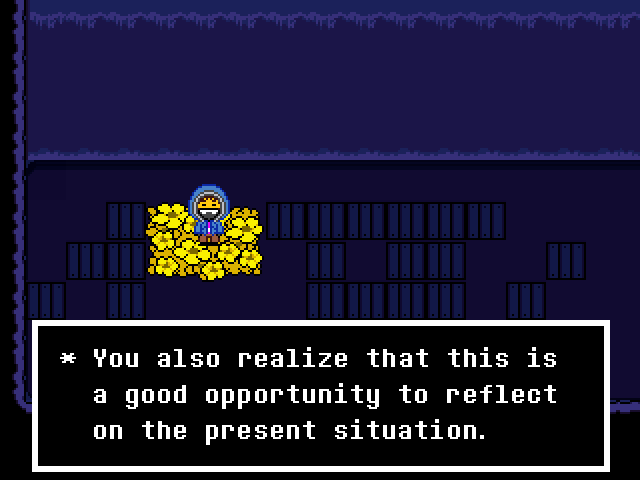 * You also realize that this is
a good opportunity to reflect
on the present situation.